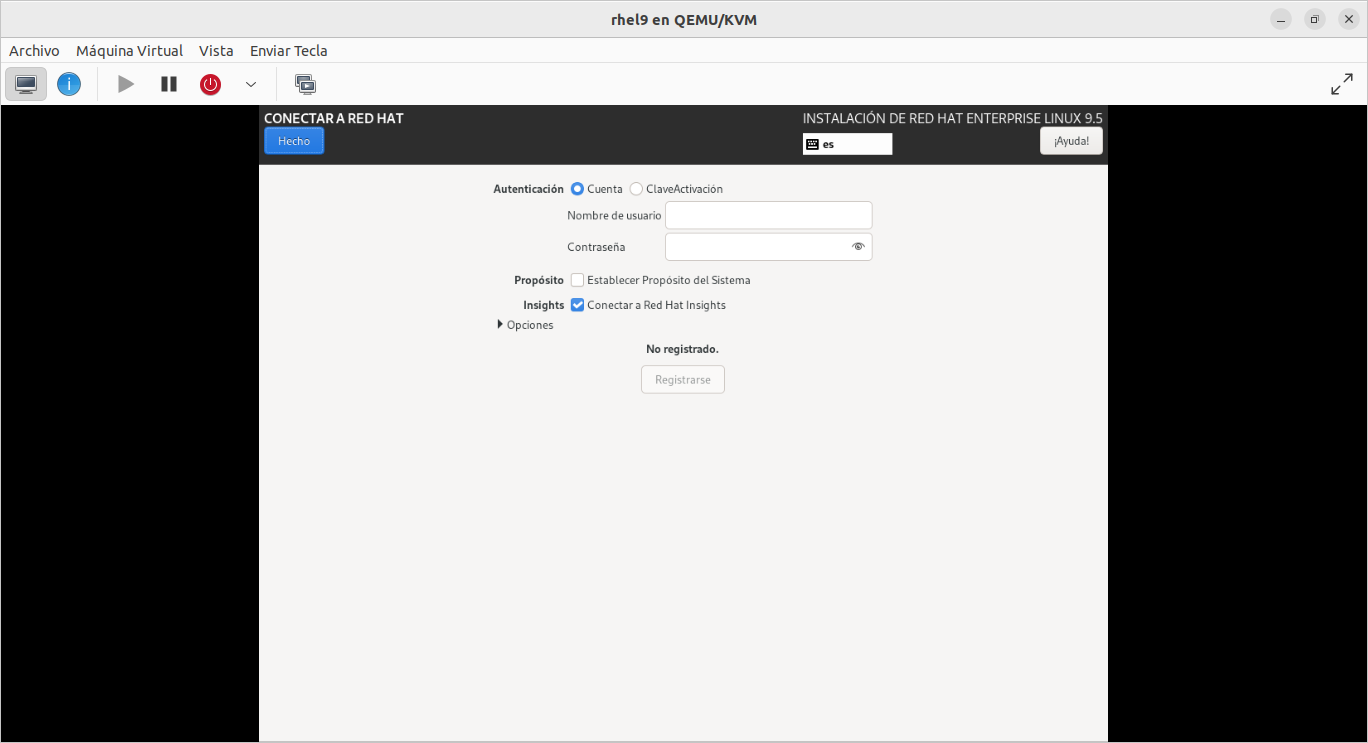 rhel9 en QEMU/KVM
Archivo Máquina Virtual Vista Enviar Tecla
CONECTAR A RED HAT
INSTALACIÓN DE RED HAT ENTERPRISE LINUX 9.5
Hecho
es
¡Ayuda!
Autenticación Cuenta ClaveActivación
Nombre de usuario
Contraseña
Propósito Establecer Propósito del Sistema
Insights Conectar a Red Hat Insights
Opciones
No registrado.
Registrarse